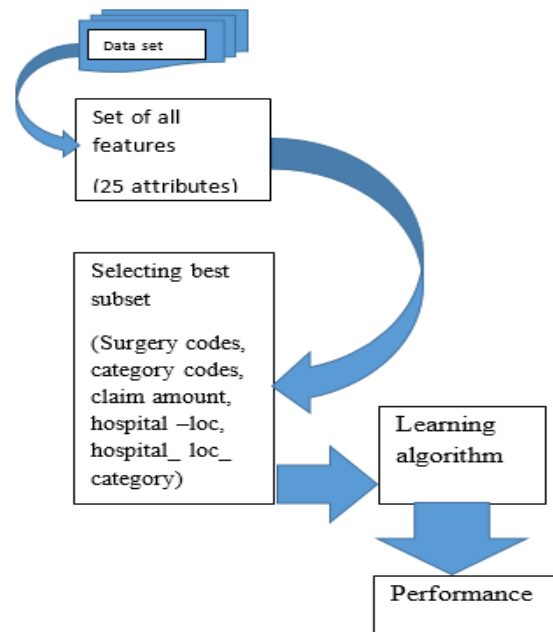 Data set
Set of all
features
(25 attributes)
Selecting best
subset
(Surgery codes,
category codes,
claim amount,
hospital –loc,
hospital_ loc_
category)
Learning
algorithm
Performance